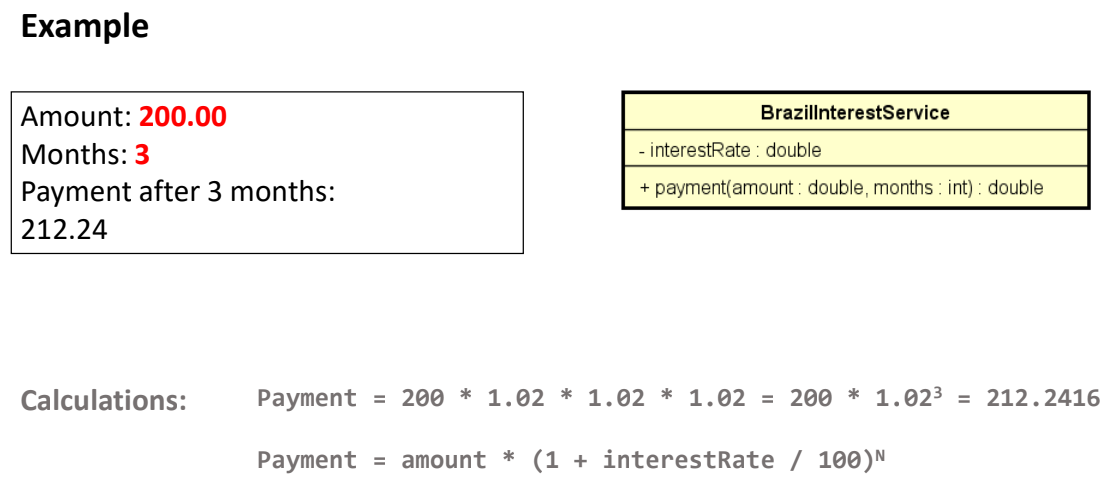 Example
Amount: 200.00
Months: 3
Payment after 3 months:
212.24
BrazilInterestService
- interestRate : double
+ payment(amount : double, months : int) : double
Calculations:
Payment = 200 * 1.02 * 1.02 * 1.02 = 200 * 1.02³ = 212.2416
Payment = amount * (1 + interestRate / 100)ᴺ